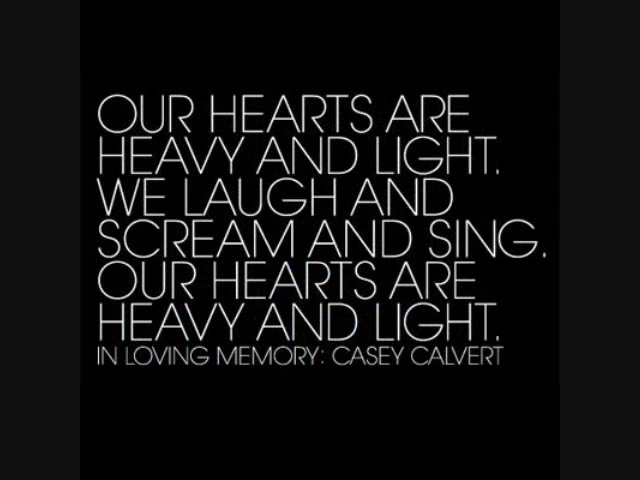 OUR HEARTS ARE
HEAVY AND LIGHT.
WE LAUGH AND
SCREAM AND SING.
OUR HEARTS ARE
HEAVY AND LIGHT.
IN LOVING MEMORY: CASEY CALVERT